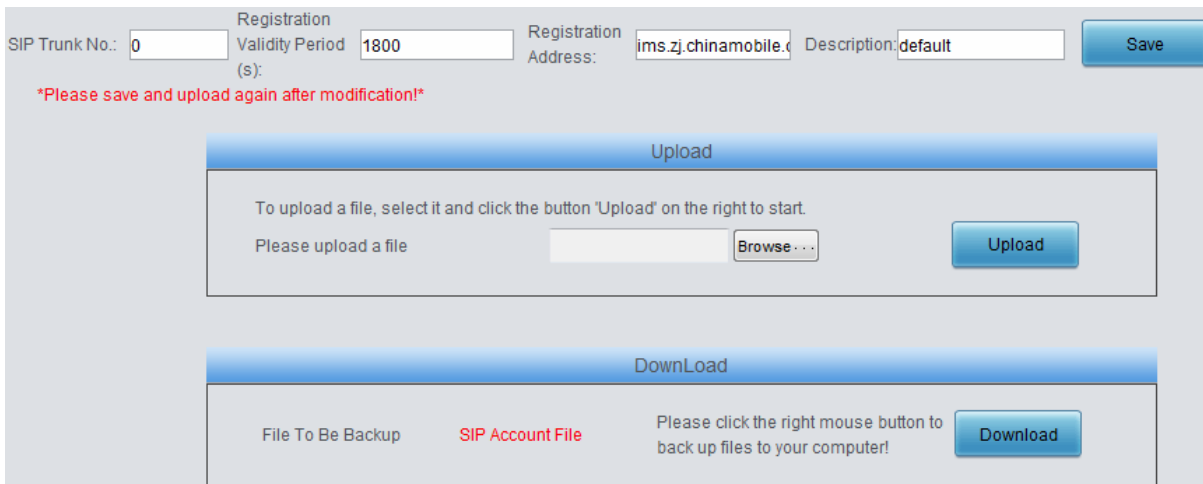 SIP Trunk No.: 0 Registration Validity Period (s): 1800 Registration Address: ims.zj.chinamobile. Description: default Save
*Please save and upload again after modification!*
Upload
To upload a file, select it and click the button 'Upload' on the right to start.
Please upload a file Browse... Upload
DownLoad
File To Be Backup SIP Account File Please click the right mouse button to
back up files to your computer! Download